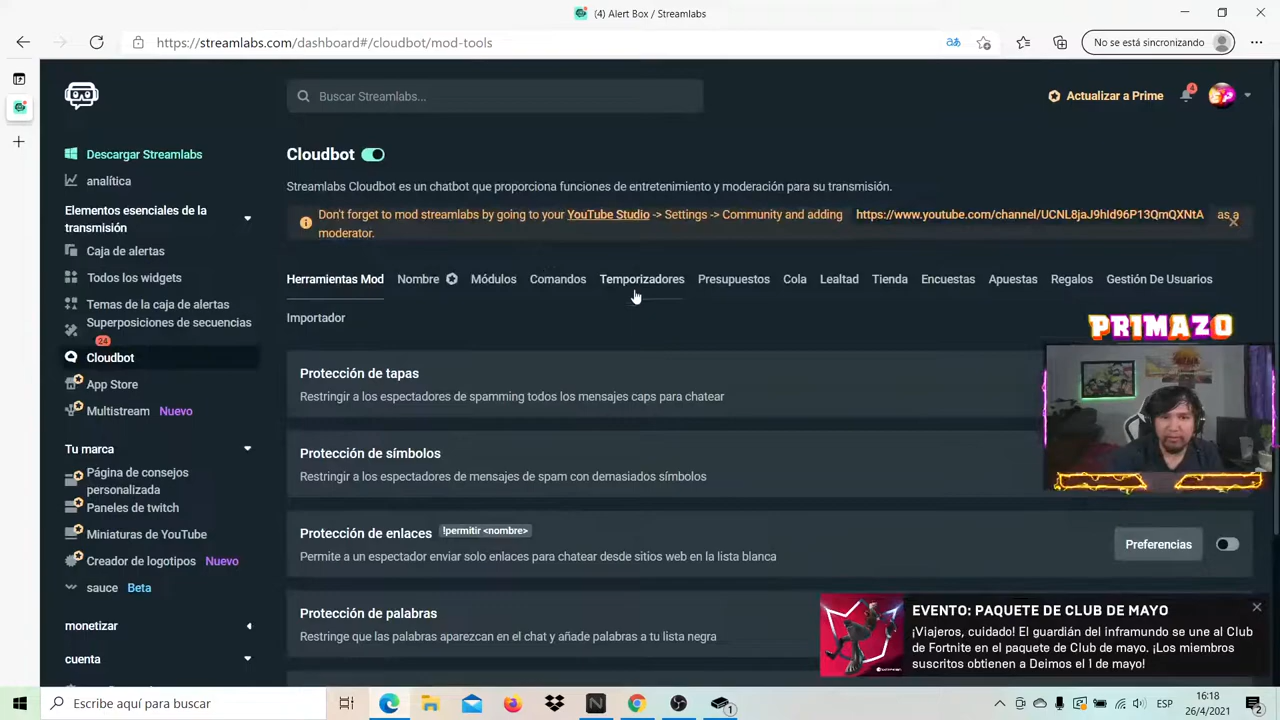 (4) Alert Box / Streamlabs
https://streamlabs.com/dashboard#/cloudbot/mod-tools
No se está sincronizando
Buscar Streamlabs...
Actualizar a Prime
4
Descargar Streamlabs
analítica
Elementos esenciales de la
transmisión
Caja de alertas
Todos los widgets
Temas de la caja de alertas
Superposiciones de secuencias
24
Cloudbot
App Store
Multistream Nuevo
Tu marca
Página de consejos
personalizada
Paneles de twitch
Miniaturas de YouTube
Creador de logotipos Nuevo
sauce Beta
monetizar
cuenta
Cloudbot
Streamlabs Cloudbot es un chatbot que proporciona funciones de entretenimiento y moderación para su transmisión.
Don't forget to mod streamlabs by going to your YouTube Studio -> Settings -> Community and adding https://www.youtube.com/channel/UCNL8jaJ9hId96P13QmQXNtA as a
moderator.
Herramientas Mod Nombre Módulos Comandos Temporizadores Presupuestos Cola Lealtad Tienda Encuestas Apuestas Regalos Gestión De Usuarios
Importador
PR1MAZO
Protección de tapas
Restringir a los espectadores de spamming todos los mensajes caps para chatear
Protección de símbolos
Restringir a los espectadores de mensajes de spam con demasiados símbolos
Protección de enlaces !permitir <nombre>
Permite a un espectador enviar solo enlaces para chatear desde sitios web en la lista blanca
Preferencias
Protección de palabras
Restringe que las palabras aparezcan en el chat y añade palabras a tu lista negra
EVENTO: PAQUETE DE CLUB DE MAYO
¡Viajeros, cuidado! El guardián del inframundo se une al Club
de Fortnite en el paquete de Club de mayo. ¡Los miembros
suscritos obtienen a Deimos el 1 de mayo!
Escribe aquí para buscar
1
ESP
16:18
26/4/2021
2